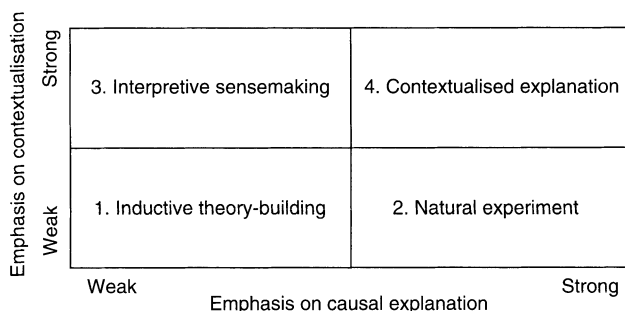 Emphasis on contextualisation
Strong
Weak
3. Interpretive sensemaking
4. Contextualised explanation
1. Inductive theory-building
2. Natural experiment
Weak
Strong
Emphasis on causal explanation